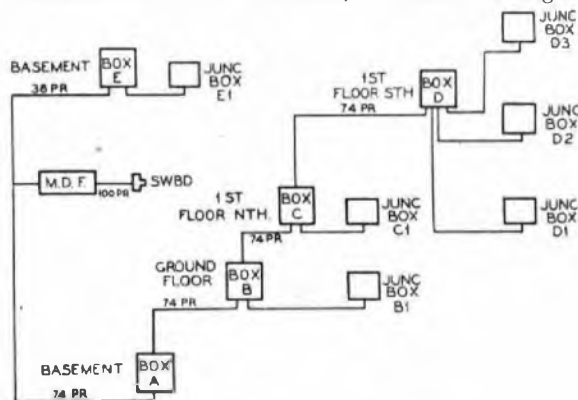 JUNC
BOX
D3
BASEMENT
BOX
E
JUNC
BOX
E1
38 PR
1ST
FLOOR STH
BOX
D
74 PR
JUNC
BOX
D2
M.D.F.
100 PR
SWBD
1ST
FLOOR NTH.
BOX
C
JUNC
BOX
C1
JUNC
BOX
D1
74 PR
GROUND
FLOOR
BOX
B
JUNC
BOX
B1
74 PR
BASEMENT
BOX
A
74 PR